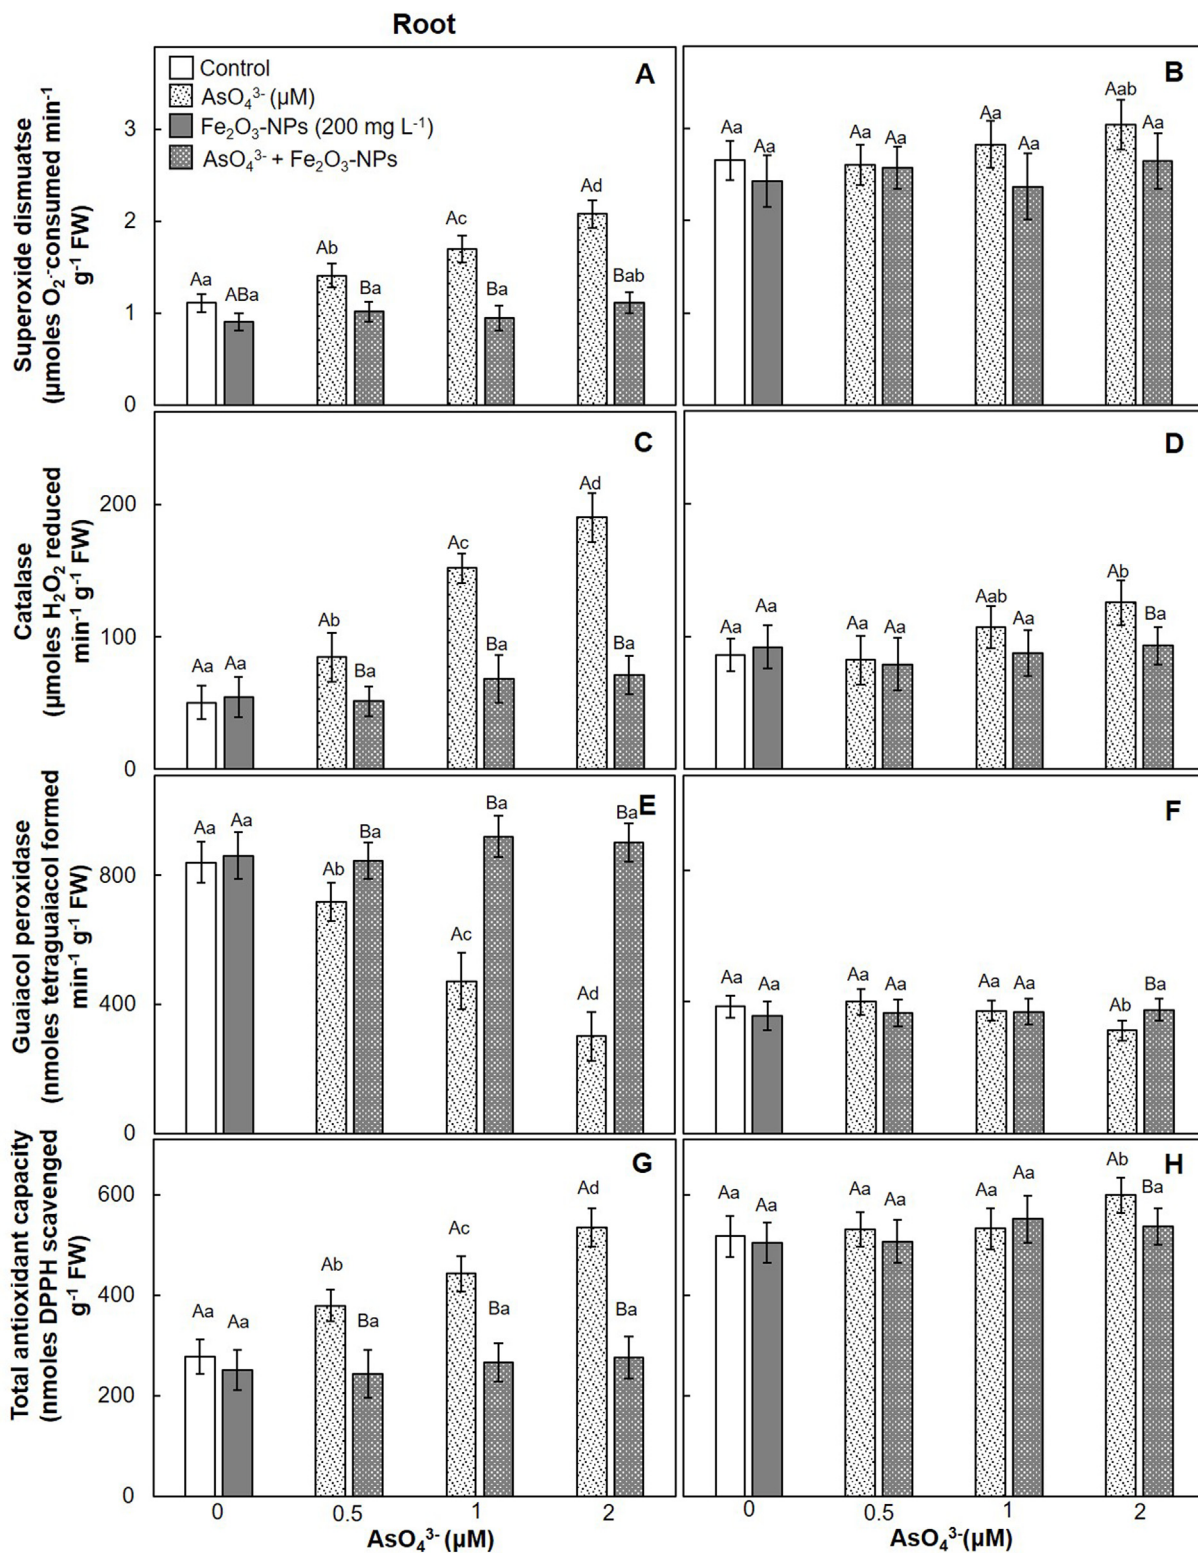 Root
A
Control
AsO₄³⁻ (µM)
Fe₂O₃-NPs (200 mg L⁻¹)
AsO₄³⁻ + Fe₂O₃-NPs
Superoxide dismuatse
(µmoles O₂·⁻consumed min⁻¹
g⁻¹ FW)
3
2
1
0
Aa
ABa
Ab
Ba
Ac
Ba
Ad
Bab
B
Aa
Aa
Aa
Aa
Aa
Aa
Aab
Aa
C
Catalase
(µmoles H₂O₂ reduced
min⁻¹ g⁻¹ FW)
200
100
0
Aa
Aa
Ab
Ba
Ac
Ba
Ad
Ba
D
Aa
Aa
Aa
Aa
Aab
Aa
Ab
Ba
E
Guaiacol peroxidase
(nmoles tetraguaiacol formed
min⁻¹ g⁻¹ FW)
800
400
0
Aa
Aa
Ab
Ba
Ac
Ba
Ad
Ba
F
Aa
Aa
Aa
Aa
Aa
Aa
Ab
Ba
G
Total antioxidant capacity
(nmoles DPPH scavenged
g⁻¹ FW)
600
400
200
0
Aa
Aa
Ab
Ba
Ac
Ba
Ad
Ba
H
Aa
Aa
Aa
Aa
Aa
Aa
Ab
Ba
0
0.5
1
2
AsO₄³⁻ (µM)
0
0.5
1
2
AsO₄³⁻(µM)